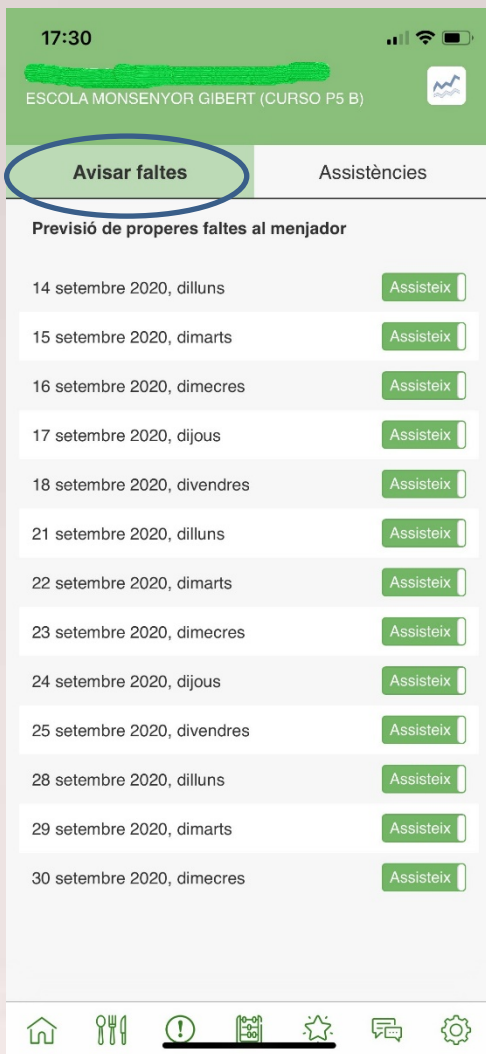 17:30
ESCOLA MONSENYOR GIBERT (CURSO P5 B)
Avisar faltes
Assistències
Previsió de properes faltes al menjador
14 setembre 2020, dilluns Assisteix
15 setembre 2020, dimarts Assisteix
16 setembre 2020, dimecres Assisteix
17 setembre 2020, dijous Assisteix
18 setembre 2020, divendres Assisteix
21 setembre 2020, dilluns Assisteix
22 setembre 2020, dimarts Assisteix
23 setembre 2020, dimecres Assisteix
24 setembre 2020, dijous Assisteix
25 setembre 2020, divendres Assisteix
28 setembre 2020, dilluns Assisteix
29 setembre 2020, dimarts Assisteix
30 setembre 2020, dimecres Assisteix